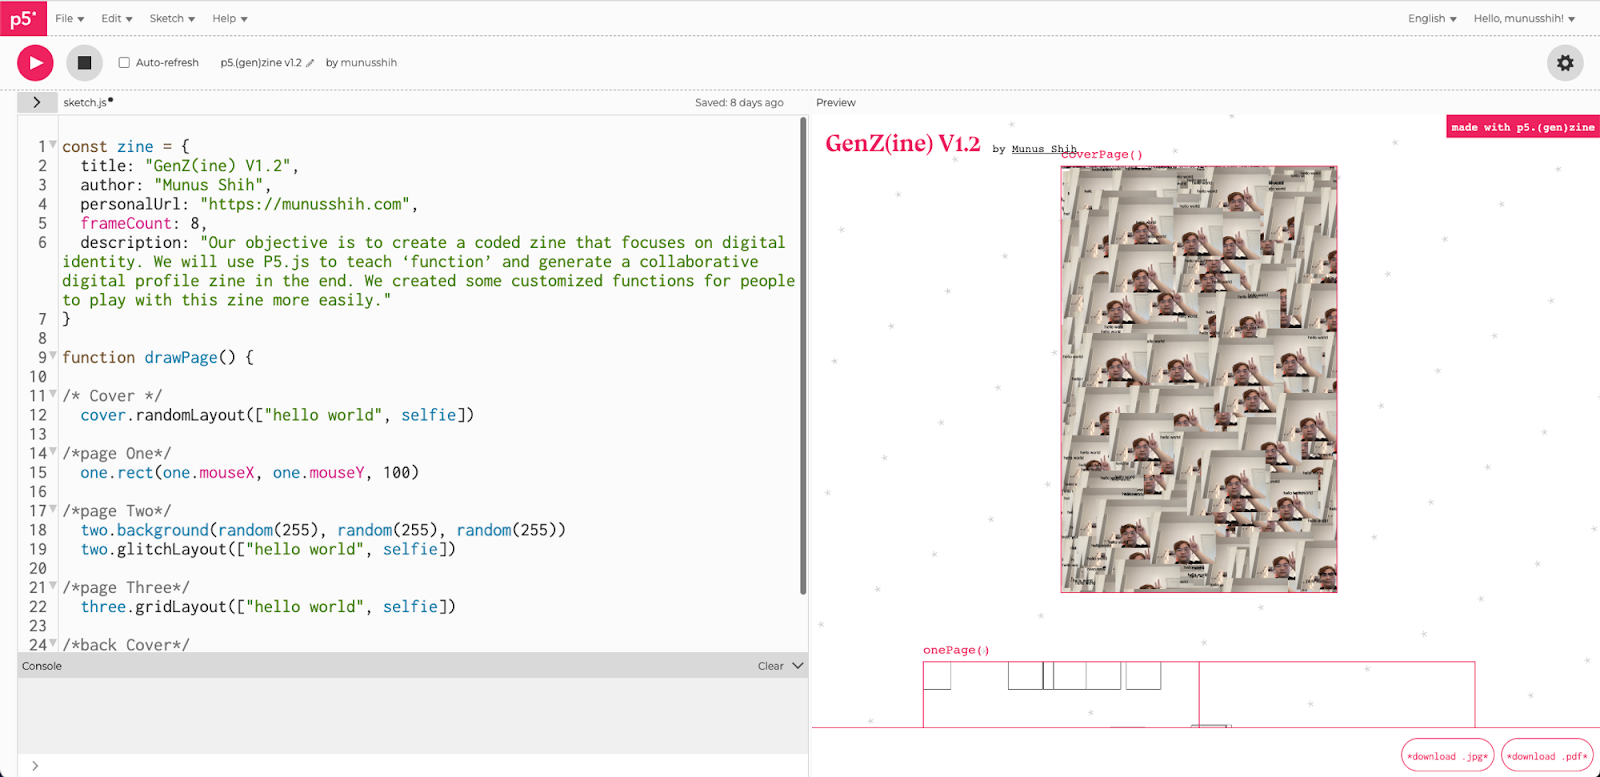 p5* File Edit Sketch Help English Hello, munusshih!
Auto-refresh p5.(gen)zine v1.2 by munusshih
sketch.js Saved: 8 days ago Preview
1 const zine = {
2 title: "GenZ(ine) V1.2",
3 author: "Munus Shih",
4 personalUrl: "https://munusshih.com",
5 frameCount: 8,
6 description: "Our objective is to create a coded zine that focuses on digital
identity. We will use P5.js to teach ‘function’ and generate a collaborative
digital profile zine in the end. We created some customized functions for people
to play with this zine more easily."
7 }
8
9 function drawPage() {
10
11 /* Cover */
12 cover.randomLayout(["hello world", selfie])
13
14 /*page One*/
15 one.rect(one.mouseX, one.mouseY, 100)
16
17 /*page Two*/
18 two.background(random(255), random(255), random(255))
19 two.glitchLayout(["hello world", selfie])
20
21 /*page Three*/
22 three.gridLayout(["hello world", selfie])
23
24 /*back Cover*/
Console Clear
made with p5.(gen)zine
GenZ(ine) V1.2 by Munus Shih
coverPage()
hello world
onePage()
*download .jpg* *download .pdf*